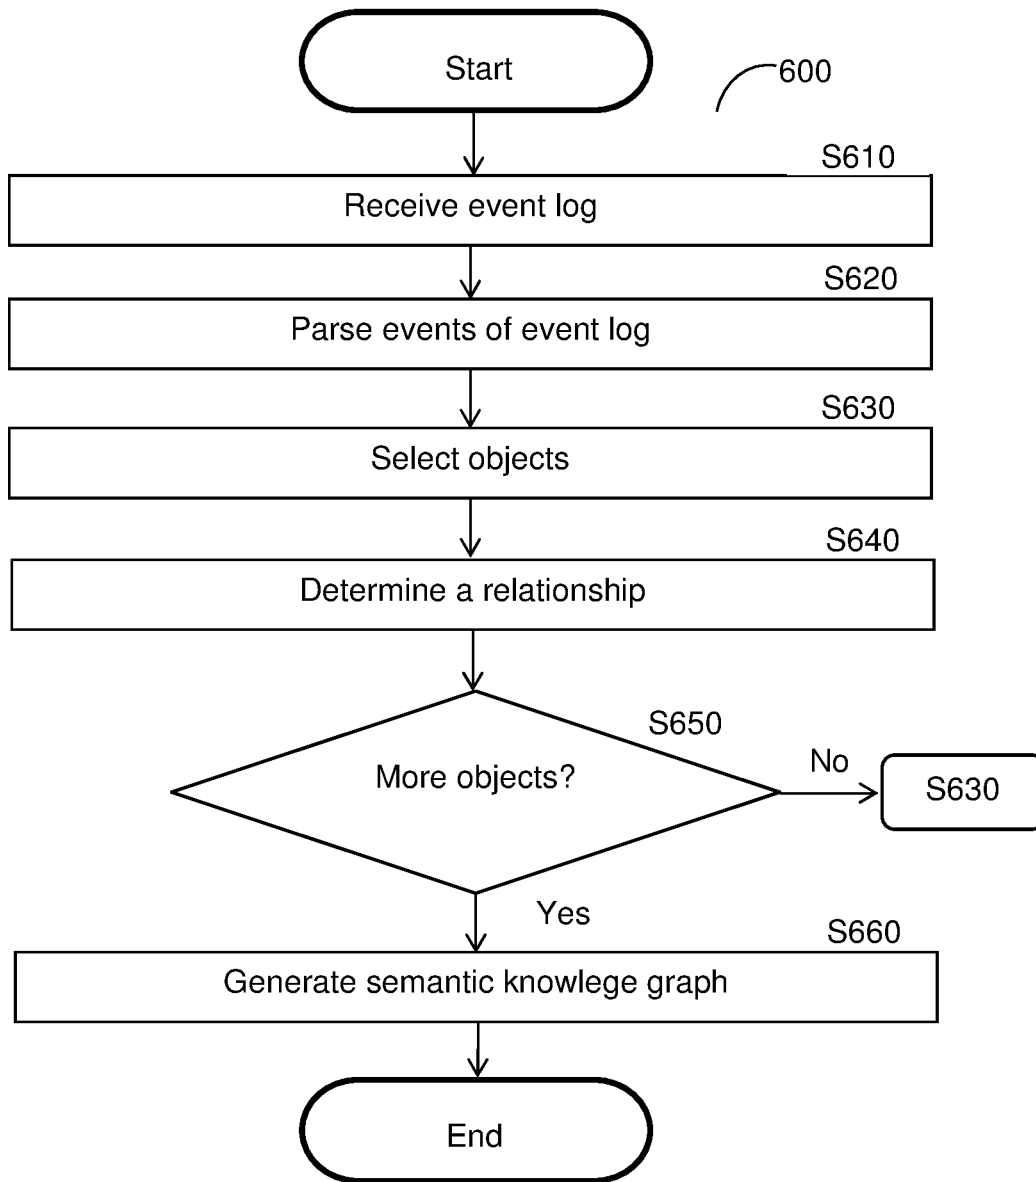 Start
600
S610
Receive event log
S620
Parse events of event log
S630
Select objects
S640
Determine a relationship
S650
More objects?
No
S630
Yes
S660
Generate semantic knowlege graph
End